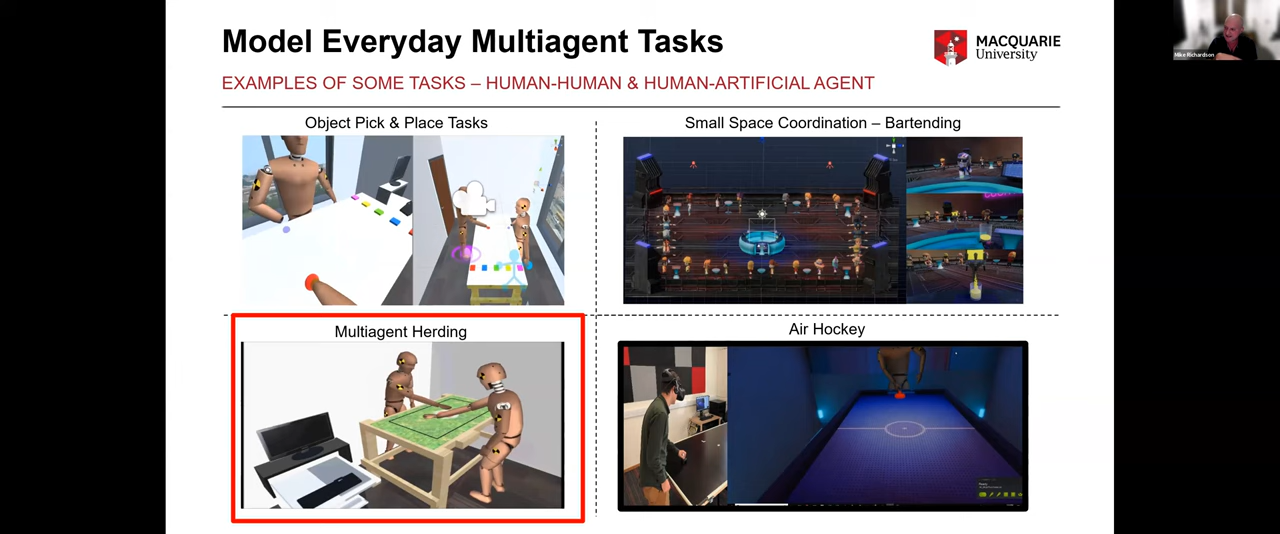 Model Everyday Multiagent Tasks
MACQUARIE
University
Mike Richardson
EXAMPLES OF SOME TASKS – HUMAN-HUMAN & HUMAN-ARTIFICIAL AGENT
Object Pick & Place Tasks
Small Space Coordination – Bartending
Multiagent Herding
Air Hockey